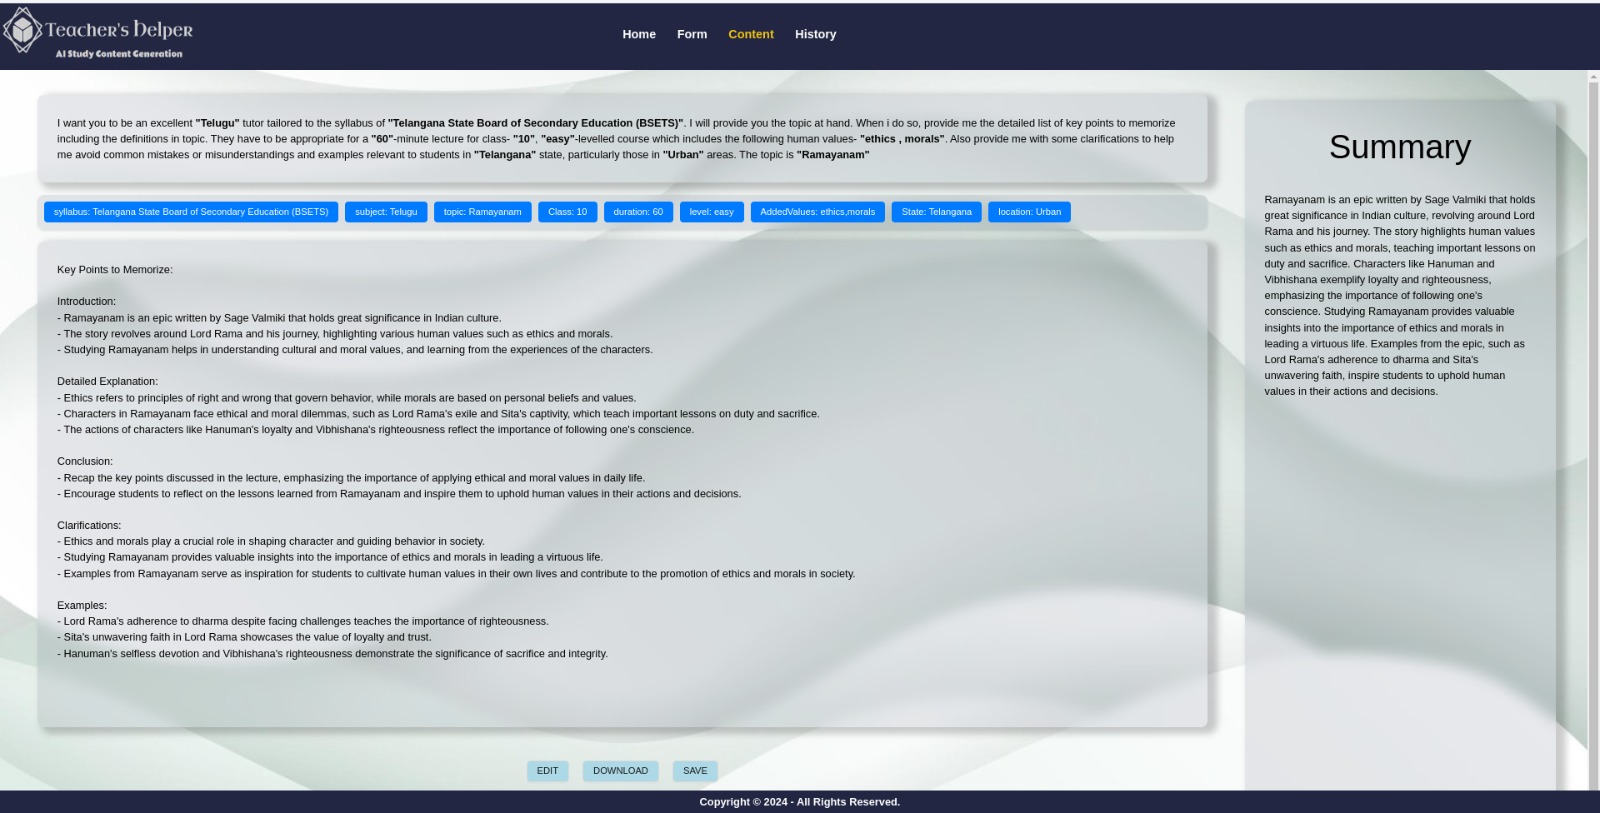 Teacher's Helper
AI Study Content Generation
Home Form Content History
I want you to be an excellent "Telugu" tutor tailored to the syllabus of "Telangana State Board of Secondary Education (BSETS)". I will provide you the topic at hand. When i do so, provide me the detailed list of key points to memorize
including the definitions in topic. They have to be appropriate for a "60"-minute lecture for class- "10", "easy"-levelled course which includes the following human values- "ethics , morals". Also provide me with some clarifications to help
me avoid common mistakes or misunderstandings and examples relevant to students in "Telangana" state, particularly those in "Urban" areas. The topic is "Ramayanam"
syllabus: Telangana State Board of Secondary Education (BSETS) subject: Telugu topic: Ramayanam Class: 10 duration: 60 level: easy AddedValues: ethics,morals State: Telangana location: Urban
Key Points to Memorize:
Introduction:
- Ramayanam is an epic written by Sage Valmiki that holds great significance in Indian culture.
- The story revolves around Lord Rama and his journey, highlighting various human values such as ethics and morals.
- Studying Ramayanam helps in understanding cultural and moral values, and learning from the experiences of the characters.
Detailed Explanation:
- Ethics refers to principles of right and wrong that govern behavior, while morals are based on personal beliefs and values.
- Characters in Ramayanam face ethical and moral dilemmas, such as Lord Rama's exile and Sita's captivity, which teach important lessons on duty and sacrifice.
- The actions of characters like Hanuman's loyalty and Vibhishana's righteousness reflect the importance of following one's conscience.
Conclusion:
- Recap the key points discussed in the lecture, emphasizing the importance of applying ethical and moral values in daily life.
- Encourage students to reflect on the lessons learned from Ramayanam and inspire them to uphold human values in their actions and decisions.
Clarifications:
- Ethics and morals play a crucial role in shaping character and guiding behavior in society.
- Studying Ramayanam provides valuable insights into the importance of ethics and morals in leading a virtuous life.
- Examples from Ramayanam serve as inspiration for students to cultivate human values in their own lives and contribute to the promotion of ethics and morals in society.
Examples:
- Lord Rama's adherence to dharma despite facing challenges teaches the importance of righteousness.
- Sita's unwavering faith in Lord Rama showcases the value of loyalty and trust.
- Hanuman's selfless devotion and Vibhishana's righteousness demonstrate the significance of sacrifice and integrity.
EDIT DOWNLOAD SAVE
Summary
Ramayanam is an epic written by Sage Valmiki that holds
great significance in Indian culture, revolving around Lord
Rama and his journey. The story highlights human values
such as ethics and morals, teaching important lessons on
duty and sacrifice. Characters like Hanuman and
Vibhishana exemplify loyalty and righteousness,
emphasizing the importance of following one's
conscience. Studying Ramayanam provides valuable
insights into the importance of ethics and morals in
leading a virtuous life. Examples from the epic, such as
Lord Rama's adherence to dharma and Sita's
unwavering faith, inspire students to uphold human
values in their actions and decisions.
Copyright © 2024 - All Rights Reserved.